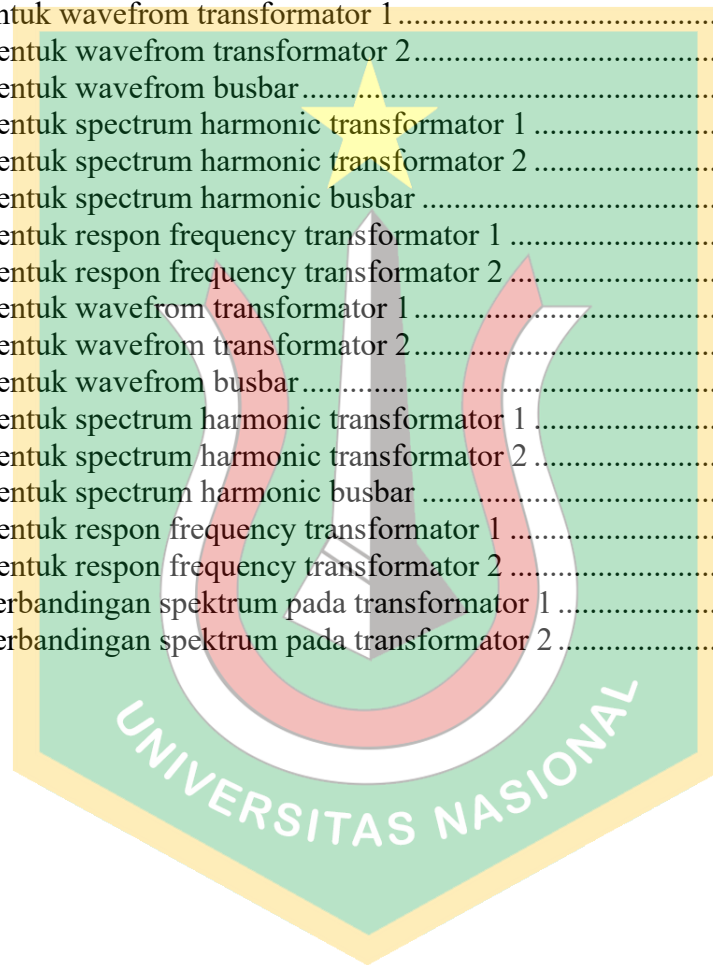 ntuk wavefrom transformator 1
entuk wavefrom transformator 2
entuk wavefrom busbar
entuk spectrum harmonic transformator 1
entuk spectrum harmonic transformator 2
entuk spectrum harmonic busbar
entuk respon frequency transformator 1
entuk respon frequency transformator 2
entuk wavefrom transformator 1
entuk wavefrom transformator 2
entuk wavefrom busbar
entuk spectrum harmonic transformator 1
entuk spectrum harmonic transformator 2
entuk spectrum harmonic busbar
entuk respon frequency transformator 1
entuk respon frequency transformator 2
erbandingan spektrum pada transformator 1
erbandingan spektrum pada transformator 2
UNIVERSITAS NASIONAL